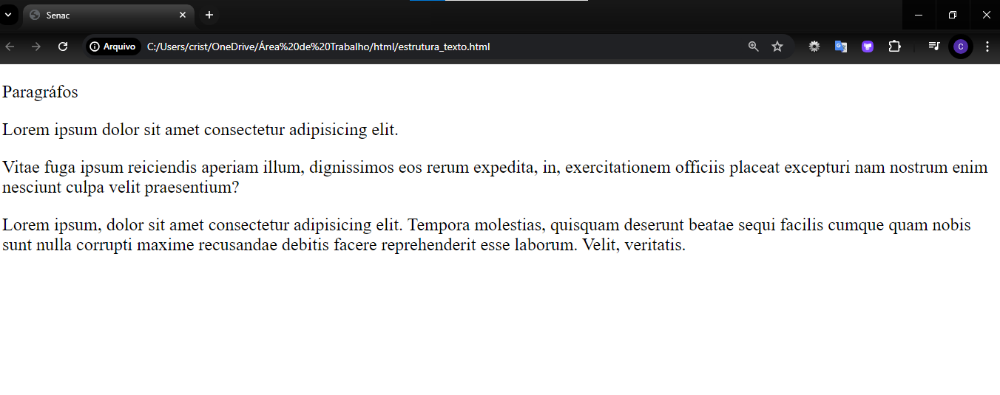 Senac
Arquivo C:/Users/crist/OneDrive/Área%20de%20Trabalho/html/estrutura_texto.html
C
Paragráfos
Lorem ipsum dolor sit amet consectetur adipisicing elit.
Vitae fuga ipsum reiciendis aperiam illum, dignissimos eos rerum expedita, in, exercitationem officiis placeat excepturi nam nostrum enim
nesciunt culpa velit praesentium?
Lorem ipsum, dolor sit amet consectetur adipisicing elit. Tempora molestias, quisquam deserunt beatae sequi facilis cumque quam nobis
sunt nulla corrupti maxime recusandae debitis facere reprehenderit esse laborum. Velit, veritatis.